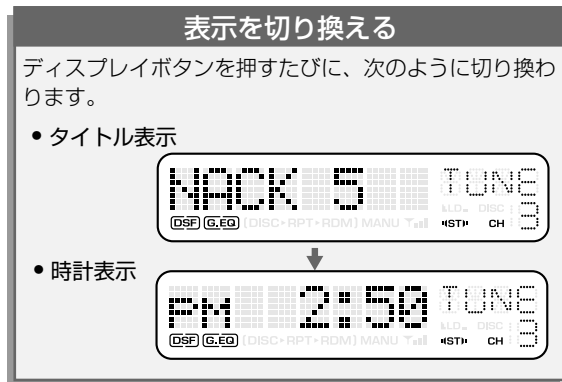 表示を切り換える
ディスプレイボタンを押すたびに、次のように切り換わ
ります。
• タイトル表示
NACK 5 TUNE
LD. DISC 3
DSF G.EQ (DISC▸RPT▸RDM) MANU ST CH
• 時計表示
PM 2:50 TUNE
LD. DISC 3
DSF G.EQ (DISC▸RPT▸RDM) MANU ST CH